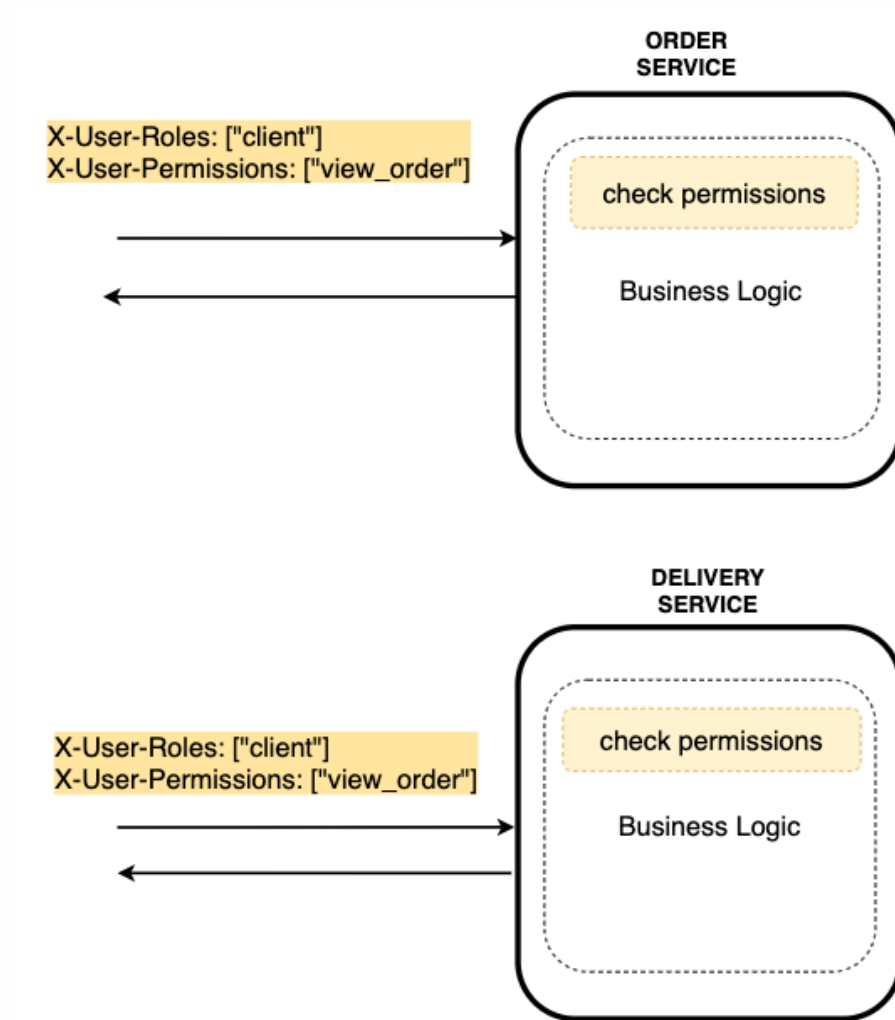 ORDER
SERVICE
X-User-Roles: ["client"]
X-User-Permissions: ["view_order"]
check permissions
Business Logic
DELIVERY
SERVICE
X-User-Roles: ["client"]
X-User-Permissions: ["view_order"]
check permissions
Business Logic